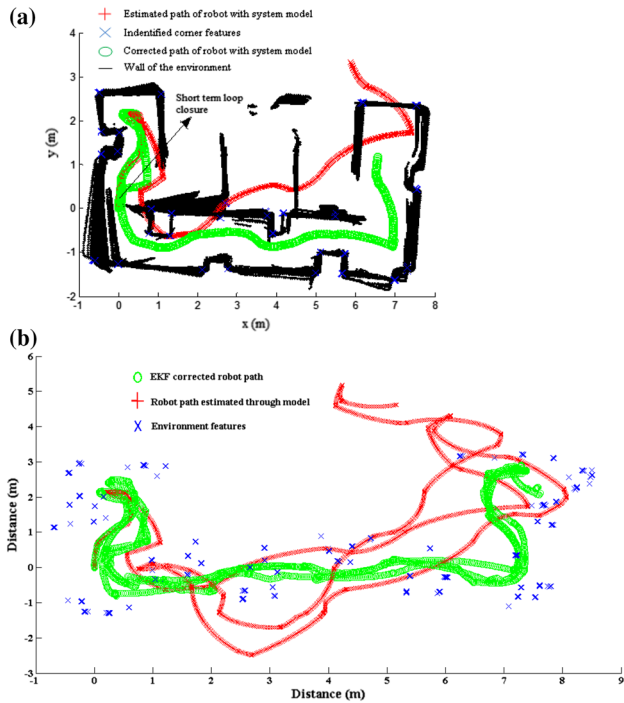 (a)
Estimated path of robot with system model
Indentified corner features
Corrected path of robot with system model
Wall of the environment
Short term loop
closure
y (m)
4
3
2
1
0
-1
-2
-1 0 1 2 3 4 5 6 7 8
x (m)
(b)
EKF corrected robot path
Robot path estimated through model
Environment features
Distance (m)
6
5
4
3
2
1
0
-1
-2
-3
-1 0 1 2 3 4 5 6 7 8 9
Distance (m)